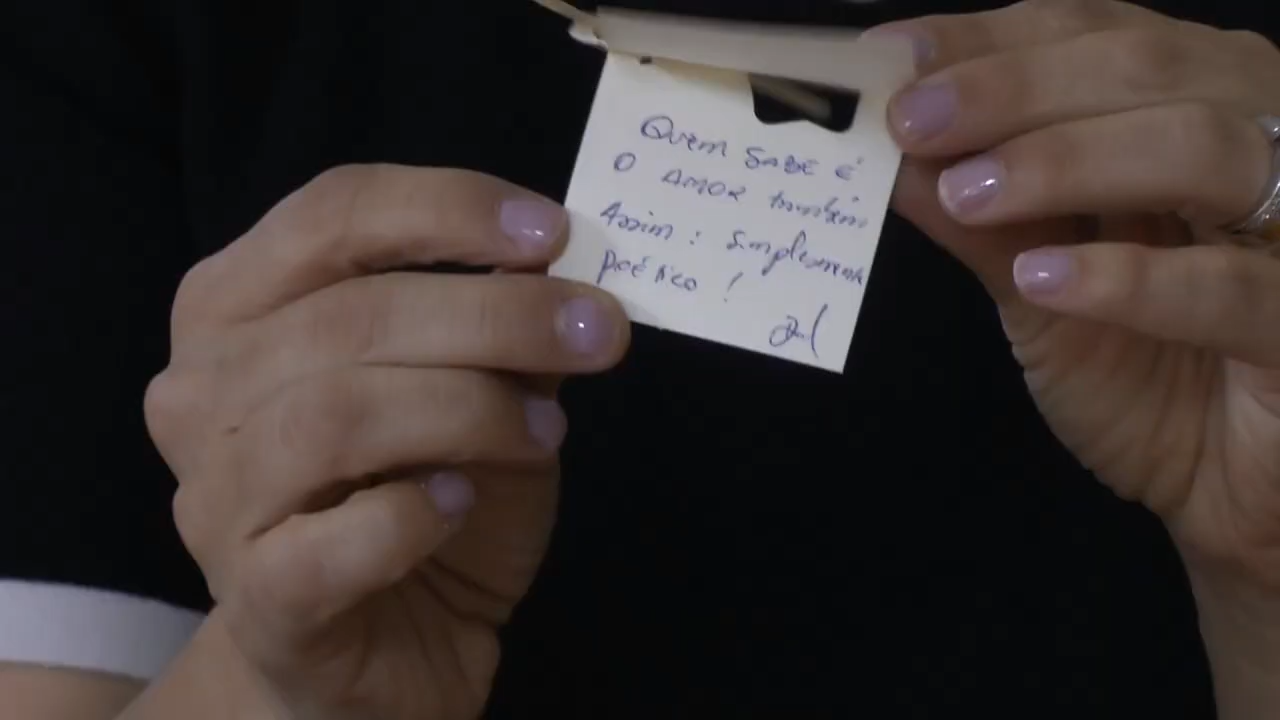 Quem SABE É
O AMOR também
Assim : Simplesmente
poético !